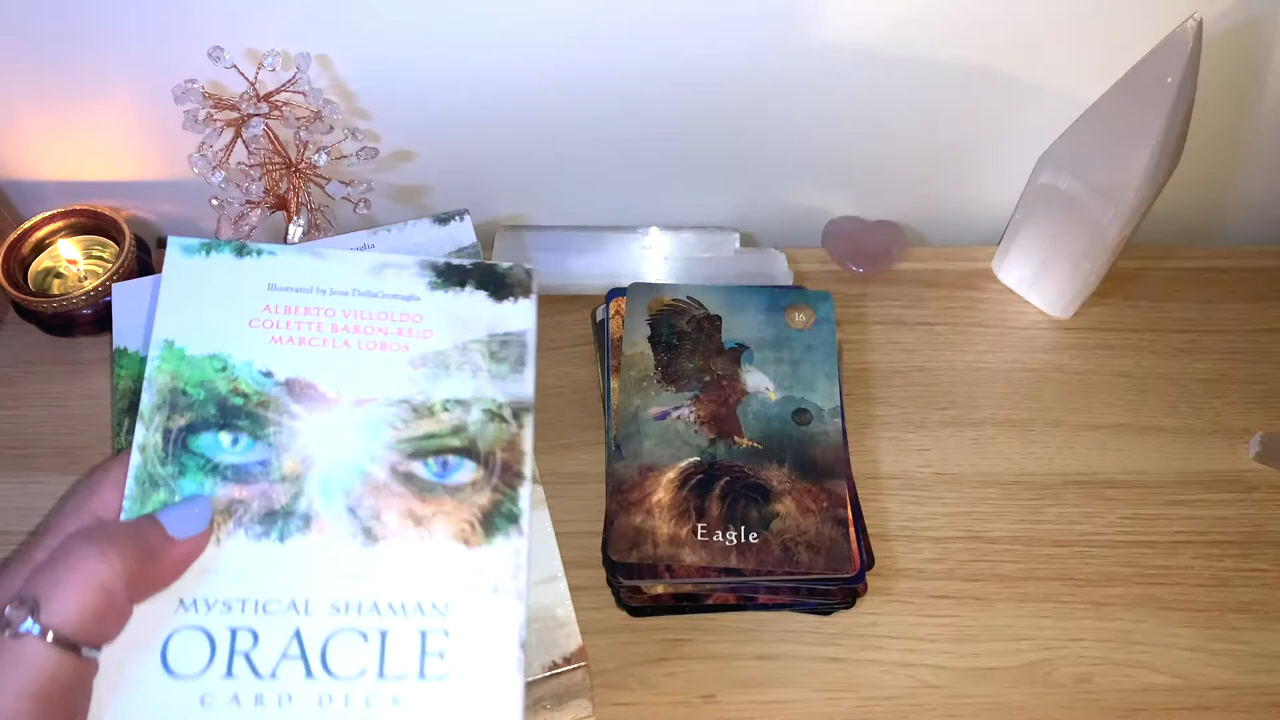 Illustrated by Jena DellaGrottaglia
ALBERTO VILLOLDO
COLETTE BARON-REID
MARCELA LOBOS
MYSTICAL SHAMAN
ORACLE
CARD DECK
16
Eagle